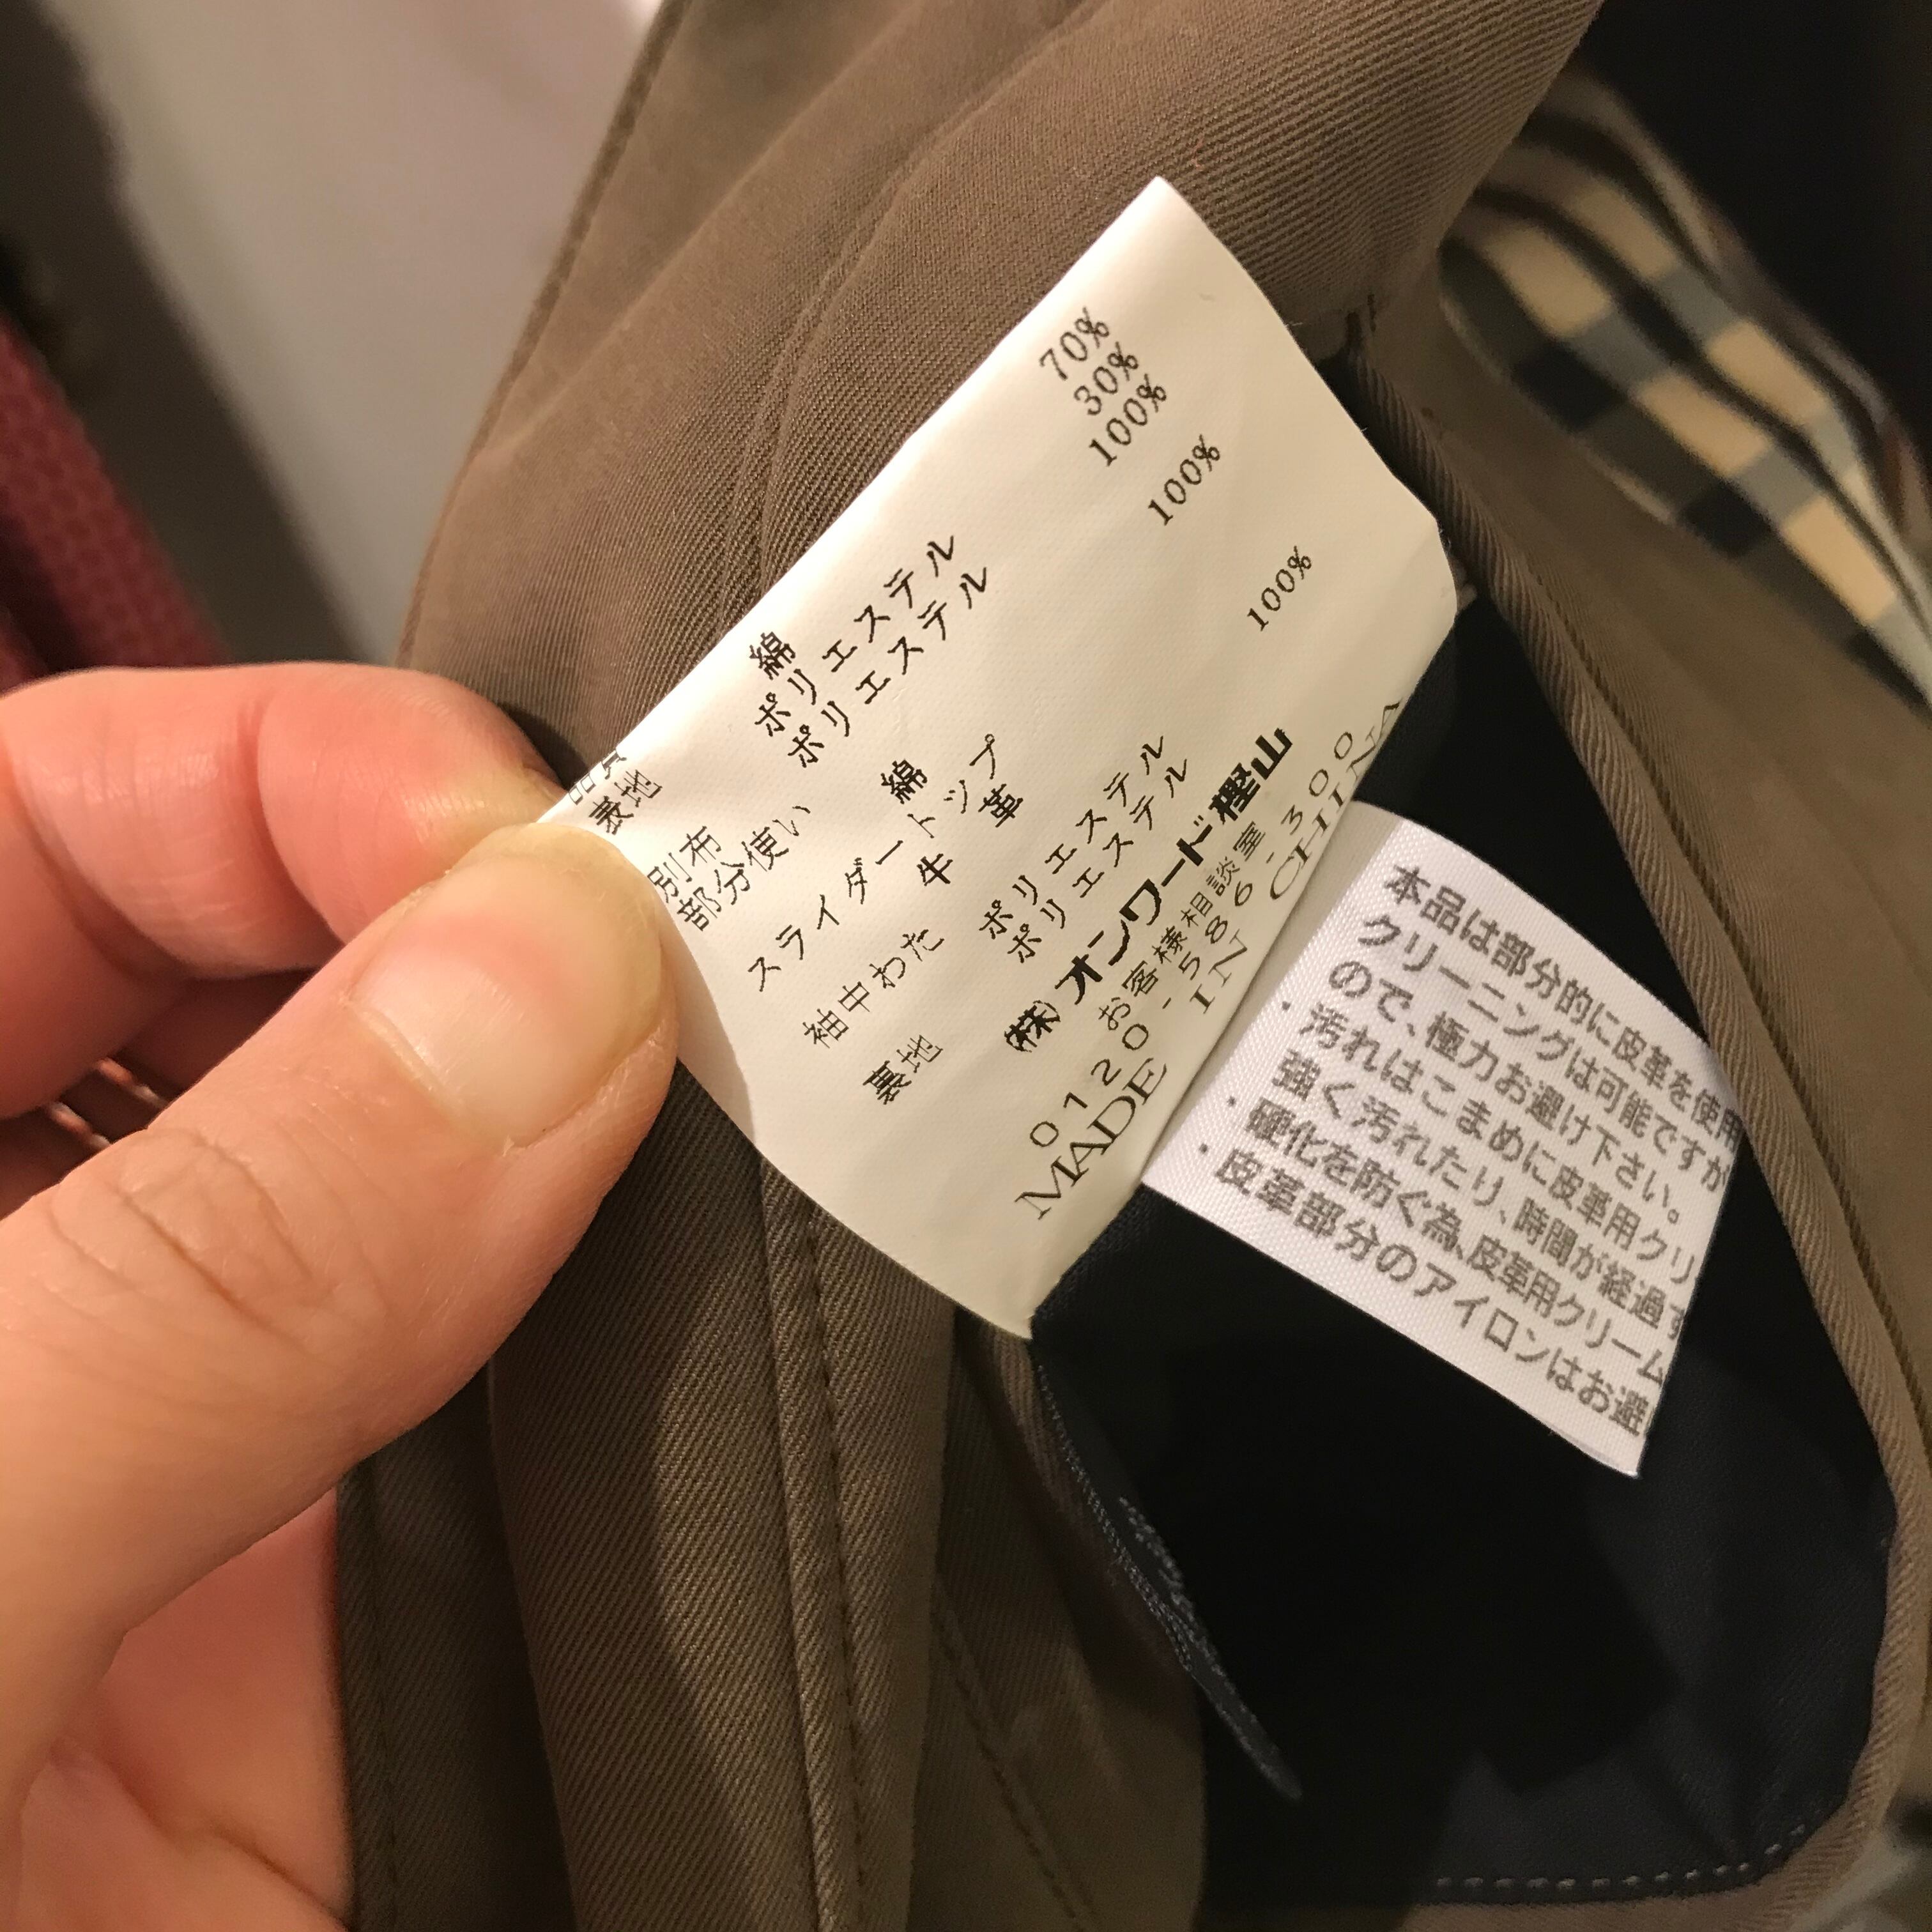 綿 70%
ポリエステル 30%
裏地 ポリエステル 100%
別布
部分使い 綿 100%
スライダートップ
牛 革
袖中わた ポリエステル 100%
裏地 ポリエステル
㈱オンワード樫山
お客様相談室
0120-586-300
MADE IN CHINA
本品は部分的に皮革を使用
クリーニングは可能ですが
ので、極力お避け下さい。
・汚れはこまめに皮革用クリ
強く汚れたり、時間が経過す
・硬化を防ぐ為、皮革用クリーム
・皮革部分のアイロンはお避